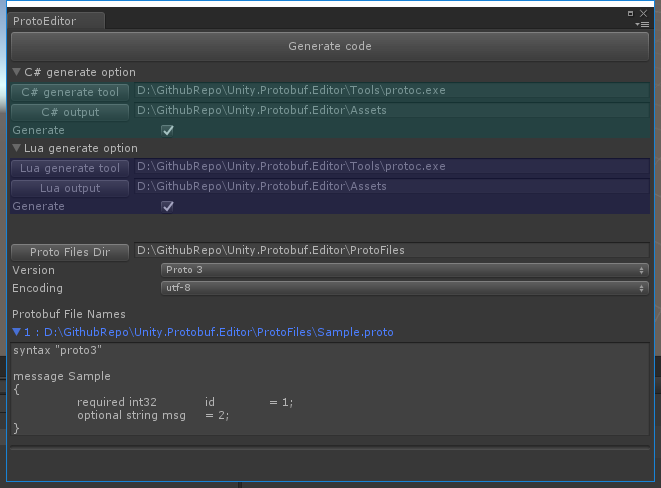 ProtoEditor
Generate code
C# generate option
C# generate tool D:\GithubRepo\Unity.Protobuf.Editor\Tools\protoc.exe
C# output D:\GithubRepo\Unity.Protobuf.Editor\Assets
Generate
Lua generate option
Lua generate tool D:\GithubRepo\Unity.Protobuf.Editor\Tools\protoc.exe
Lua output D:\GithubRepo\Unity.Protobuf.Editor\Assets
Generate
Proto Files Dir D:\GithubRepo\Unity.Protobuf.Editor\ProtoFiles
Version Proto 3
Encoding utf-8
Protobuf File Names
1 : D:\GithubRepo\Unity.Protobuf.Editor\ProtoFiles\Sample.proto
syntax "proto3"
message Sample
{
required int32 id = 1;
optional string msg = 2;
}